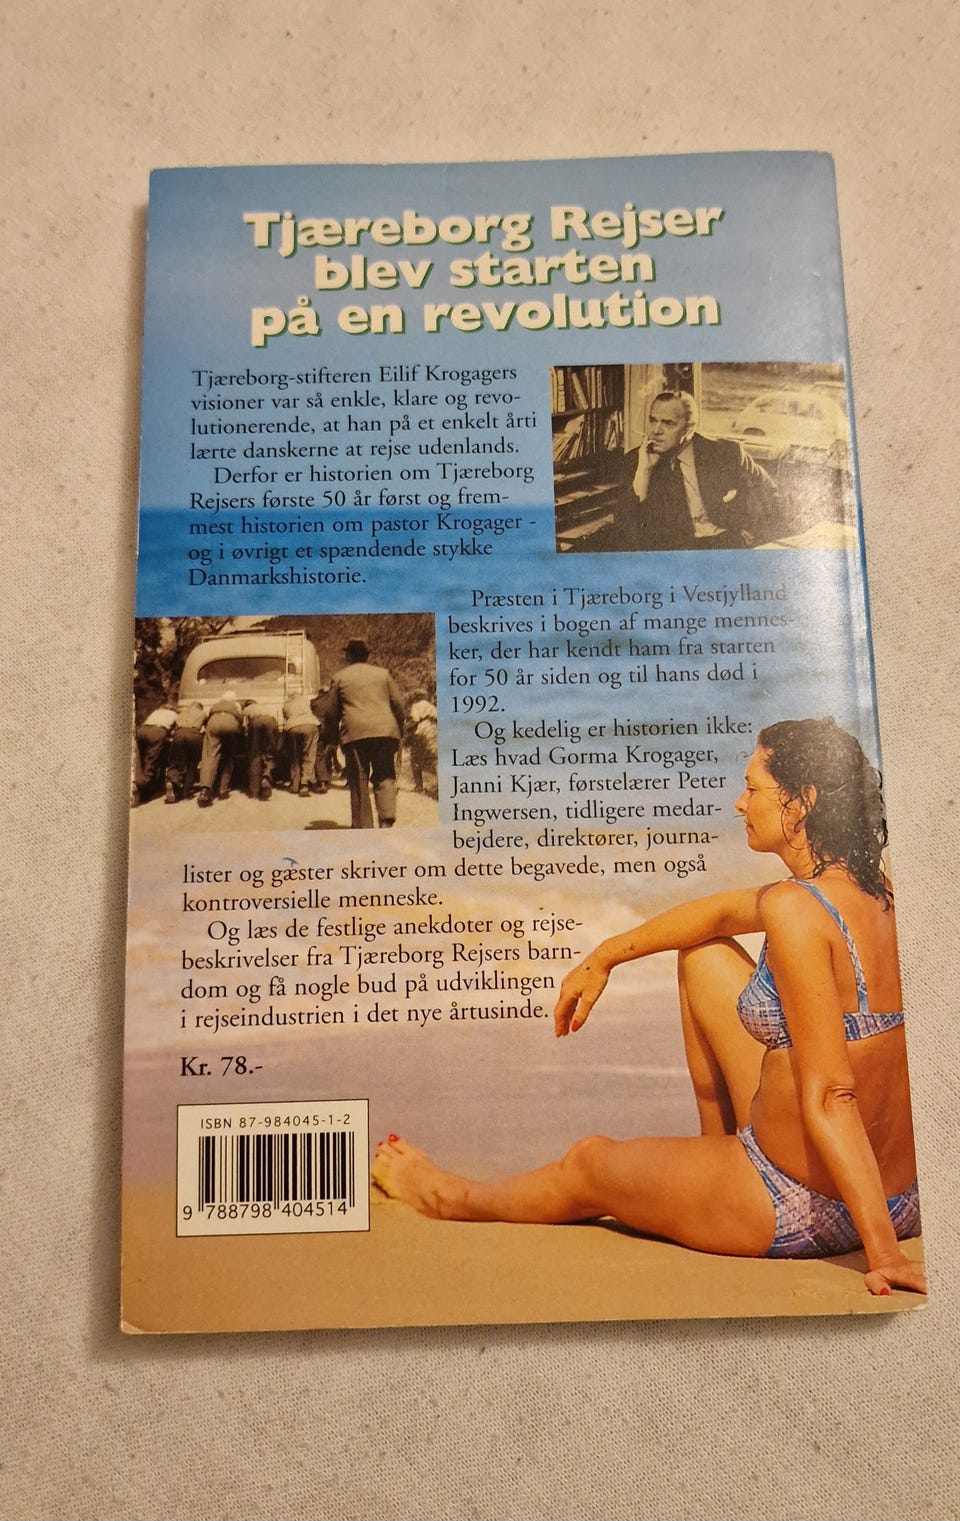 Tjæreborg Rejser
blev starten
på en revolution
Tjæreborg-stifteren Eilif Krogagers
visioner var så enkle, klare og revo-
lutionerende, at han på et enkelt årti
lærte danskerne at rejse udenlands.
Derfor er historien om Tjæreborg
Rejsers første 50 år først og frem-
mest historien om pastor Krogager -
og i øvrigt et spændende stykke
Danmarkshistorie.
Præsten i Tjæreborg i Vestjylland
beskrives i bogen af mange mennes-
ker, der har kendt ham fra starten
for 50 år siden og til hans død i
1992.
Og kedelig er historien ikke:
Læs hvad Gorma Krogager,
Janni Kjær, førstelærer Peter
Ingwersen, tidligere medar-
bejdere, direktører, journa-
lister og gæster skriver om dette begavede, men også
kontroversielle menneske.
Og læs de festlige anekdoter og rejse-
beskrivelser fra Tjæreborg Rejsers barn-
dom og få nogle bud på udviklingen
i rejseindustrien i det nye årtusinde.
Kr. 78.-
ISBN 87-984045-1-2
9 788798 404514